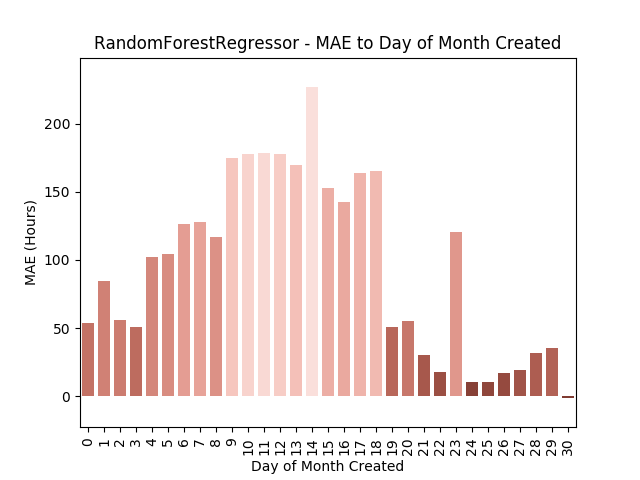 RandomForestRegressor - MAE to Day of Month Created
200
150
100
50
0
MAE (Hours)
0 1 2 3 4 5 6 7 8 9 10 11 12 13 14 15 16 17 18 19 20 21 22 23 24 25 26 27 28 29 30
Day of Month Created